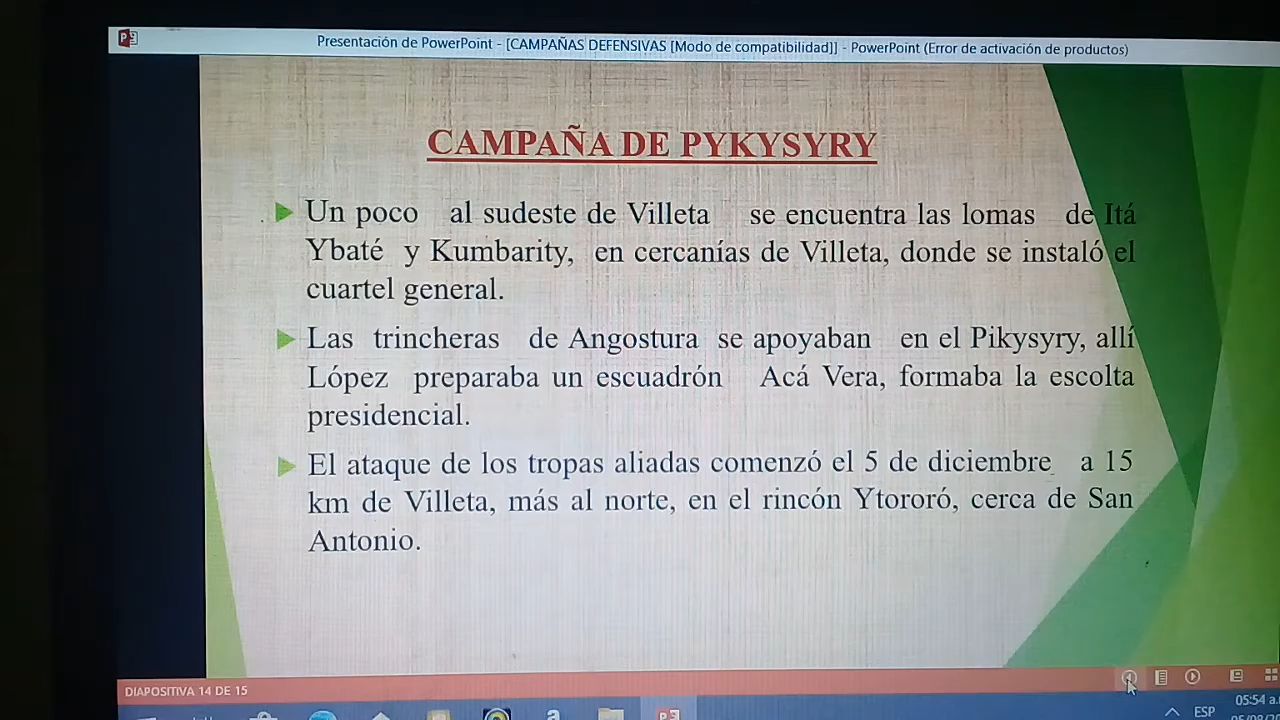 Presentación de PowerPoint - [CAMPAÑAS DEFENSIVAS [Modo de compatibilidad]] - PowerPoint (Error de activación de productos)
CAMPAÑA DE PYKYSYRY
Un poco al sudeste de Villeta se encuentra las lomas de Itá
Ybaté y Kumbarity, en cercanías de Villeta, donde se instaló el
cuartel general.
Las trincheras de Angostura se apoyaban en el Pikysyry, allí
López preparaba un escuadrón Acá Vera, formaba la escolta
presidencial.
El ataque de los tropas aliadas comenzó el 5 de diciembre a 15
km de Villeta, más al norte, en el rincón Ytororó, cerca de San
Antonio.
DIAPOSITIVA 14 DE 15
05:54 a.
ESP